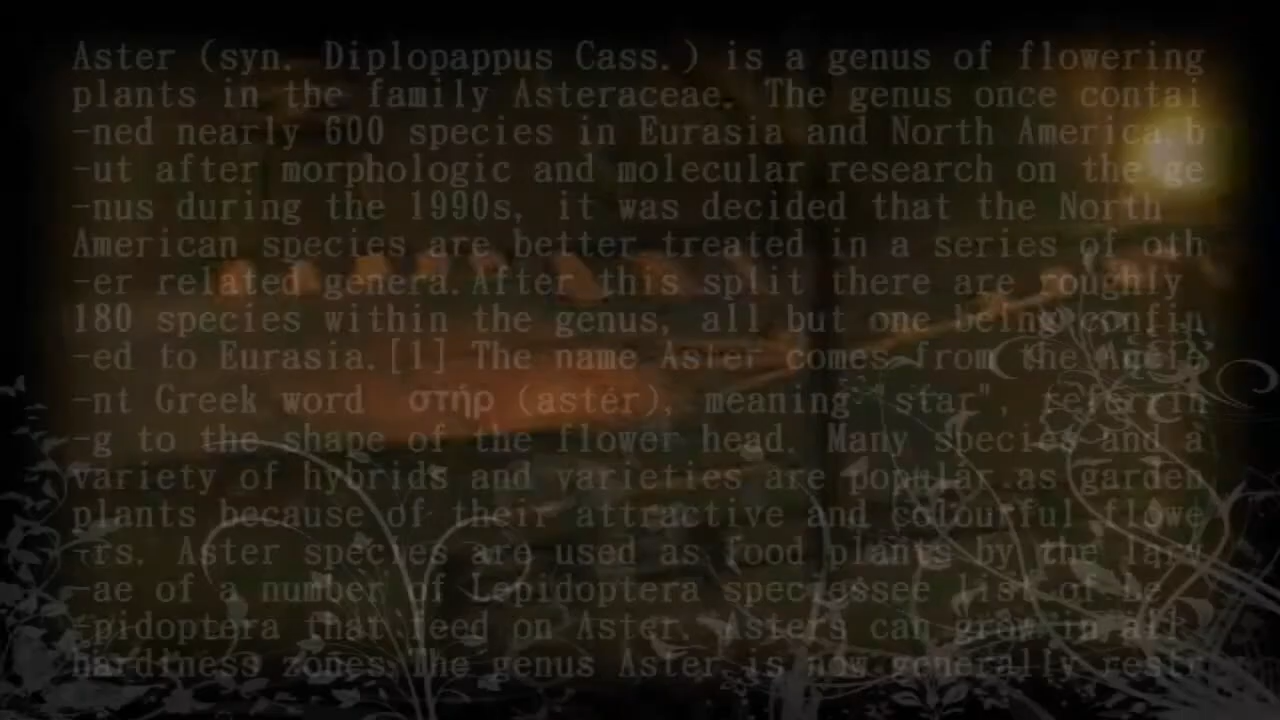 Aster (syn. Diplopappus Cass.) is a genus of flowering
plants in the family Asteraceae. The genus once contai
-ned nearly 600 species in Eurasia and North America b
-ut after morphologic and molecular research on the ge
-nus during the 1990s, it was decided that the North
American species are better treated in a series of oth
-er related genera.After this split there are roughly
180 species within the genus, all but one being confin
-ed to Eurasia.[1] The name Aster comes from the Ancie
-nt Greek word στήρ (astér), meaning "star", referrin
-g to the shape of the flower head. Many species and a
variety of hybrids and varieties are popular as garden
plants because of their attractive and colourful flowe
-rs. Aster species are used as food plants by the larv
-ae of a number of Lepidoptera speciessee list of Le
-pidoptera that feed on Aster. Asters can grow in all
hardiness zones.The genus Aster is now generally restr